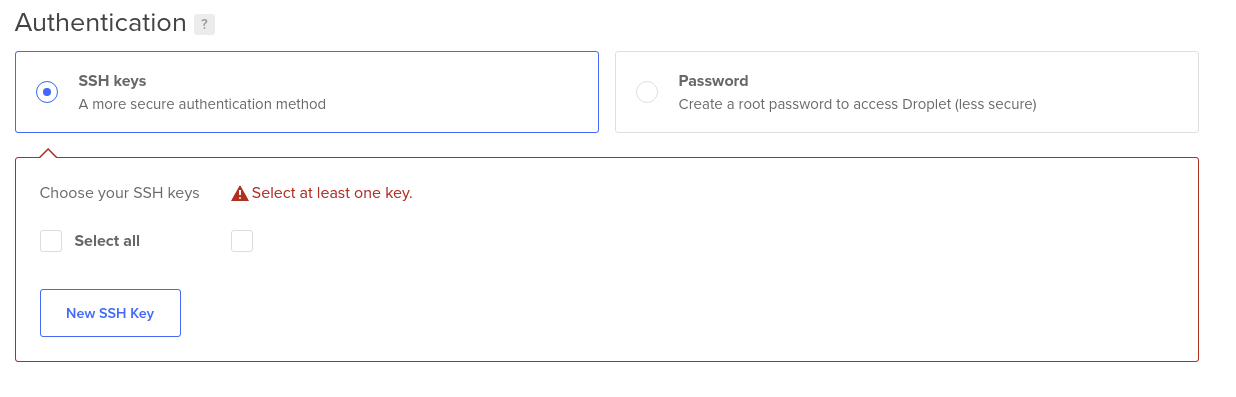 Authentication ?
SSH keys
A more secure authentication method
Password
Create a root password to access Droplet (less secure)
Choose your SSH keys
Select at least one key.
Select all
New SSH Key